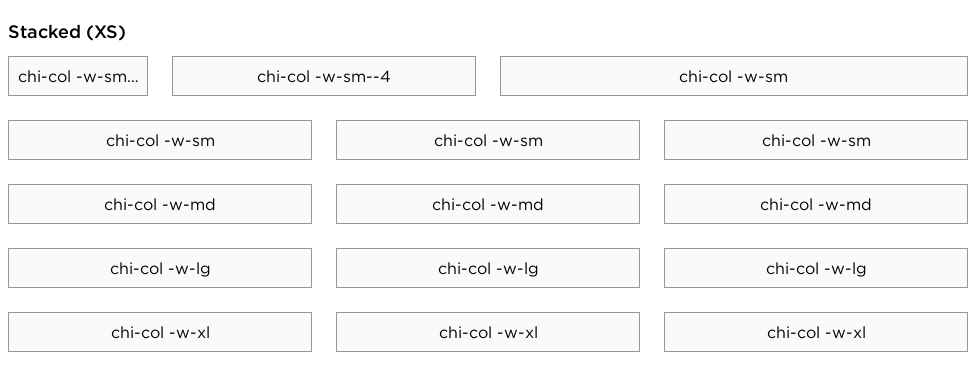 Stacked (XS)
chi-col -w-sm... chi-col -w-sm--4 chi-col -w-sm
chi-col -w-sm chi-col -w-sm chi-col -w-sm
chi-col -w-md chi-col -w-md chi-col -w-md
chi-col -w-lg chi-col -w-lg chi-col -w-lg
chi-col -w-xl chi-col -w-xl chi-col -w-xl